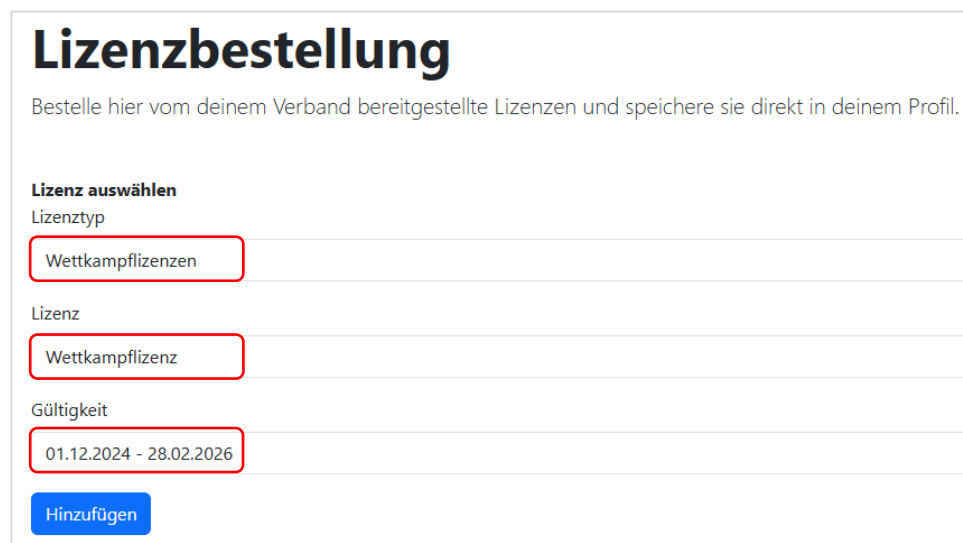 Lizenzbestellung
Bestelle hier vom deinem Verband bereitgestellte Lizenzen und speichere sie direkt in deinem Profil.
Lizenz auswählen
Lizenztyp
Wettkampflizenzen
Lizenz
Wettkampflizenz
Gültigkeit
01.12.2024 - 28.02.2026
Hinzufügen